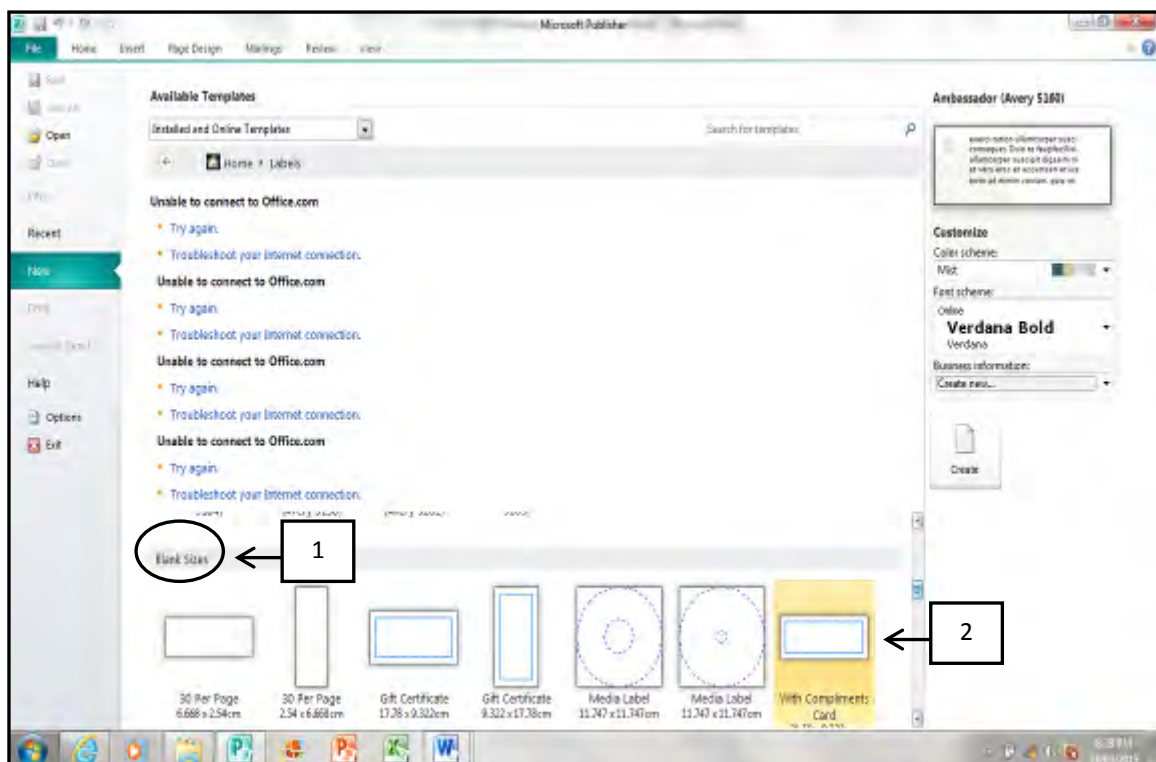 Microsoft Publisher
File Home Insert Page Design Mailings Review View
Save
Open
Recent
New
Print
Help
Options
Exit
Available Templates
Installed and Online Templates
Search for templates
Home Labels
Unable to connect to Office.com
Try again.
Troubleshoot your Internet connection.
Unable to connect to Office.com
Try again.
Troubleshoot your Internet connection.
Unable to connect to Office.com
Try again.
Troubleshoot your Internet connection.
Unable to connect to Office.com
Try again.
Troubleshoot your Internet connection.
Blank Sizes
1
2
30 Per Page
6.668 x 2.54cm
30 Per Page
2.54 x 6.668cm
Gift Certificate
17.78 x 9.322cm
Gift Certificate
9.322 x 17.78cm
Media Label
11.747 x 11.747cm
Media Label
11.747 x 11.747cm
With Compliments
Card
Ambassador (Avery 5160)
Customize
Color scheme:
Mist
Font scheme:
Online
Verdana Bold
Verdana
Business information:
Create new...
Create